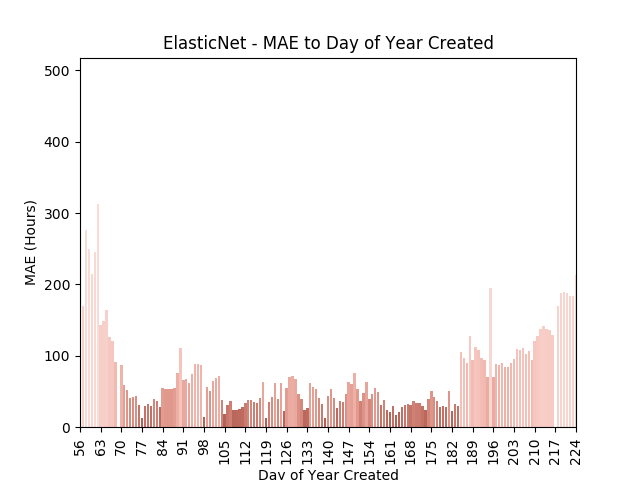 ElasticNet - MAE to Day of Year Created
MAE (Hours)
500
400
300
200
100
0
56 63 70 77 84 91 98 105 112 119 126 133 140 147 154 161 168 175 182 189 196 203 210 217 224
Day of Year Created